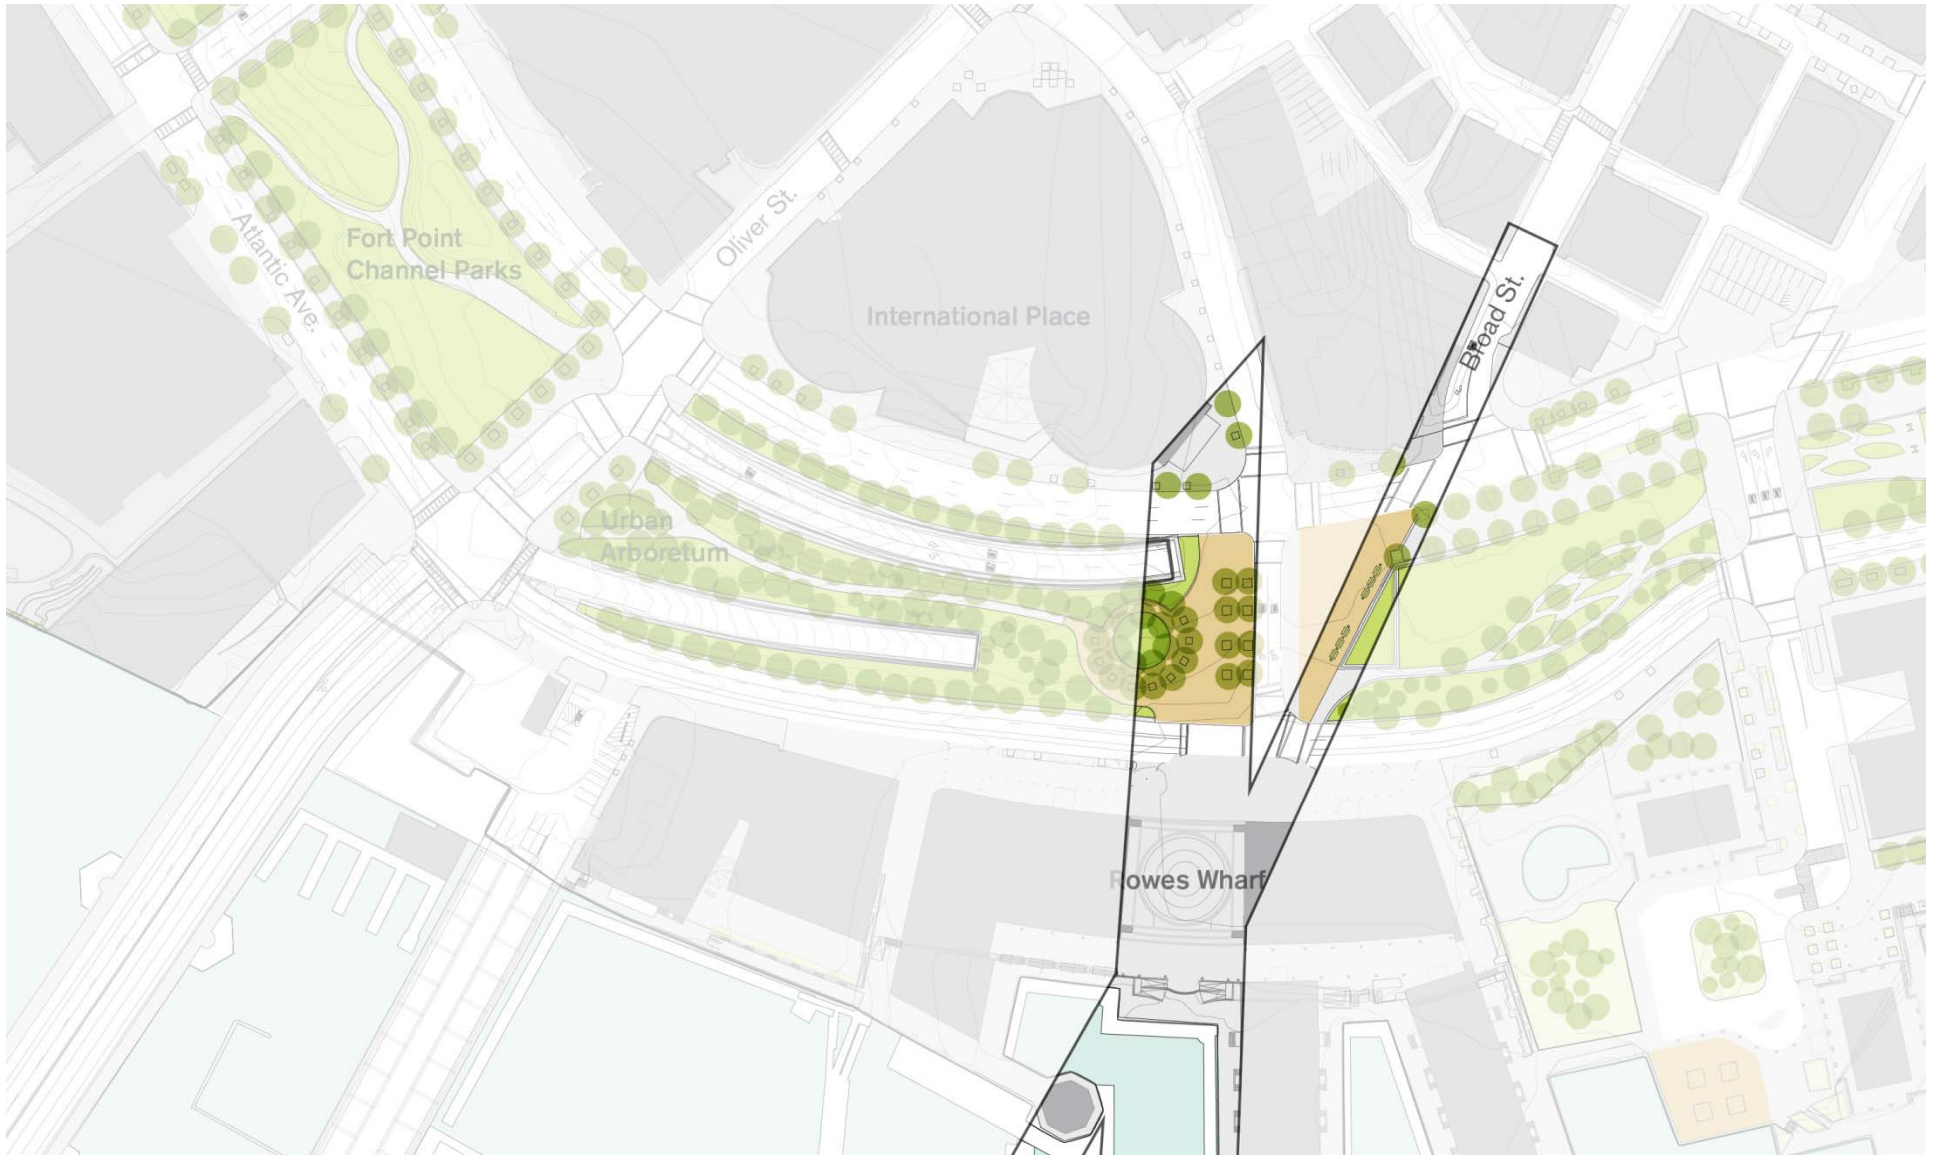 Fort Point
Channel Parks
Atlantic Ave.
Oliver St.
International Place
Broad St.
Urban
Arboretum
Rowes Wharf